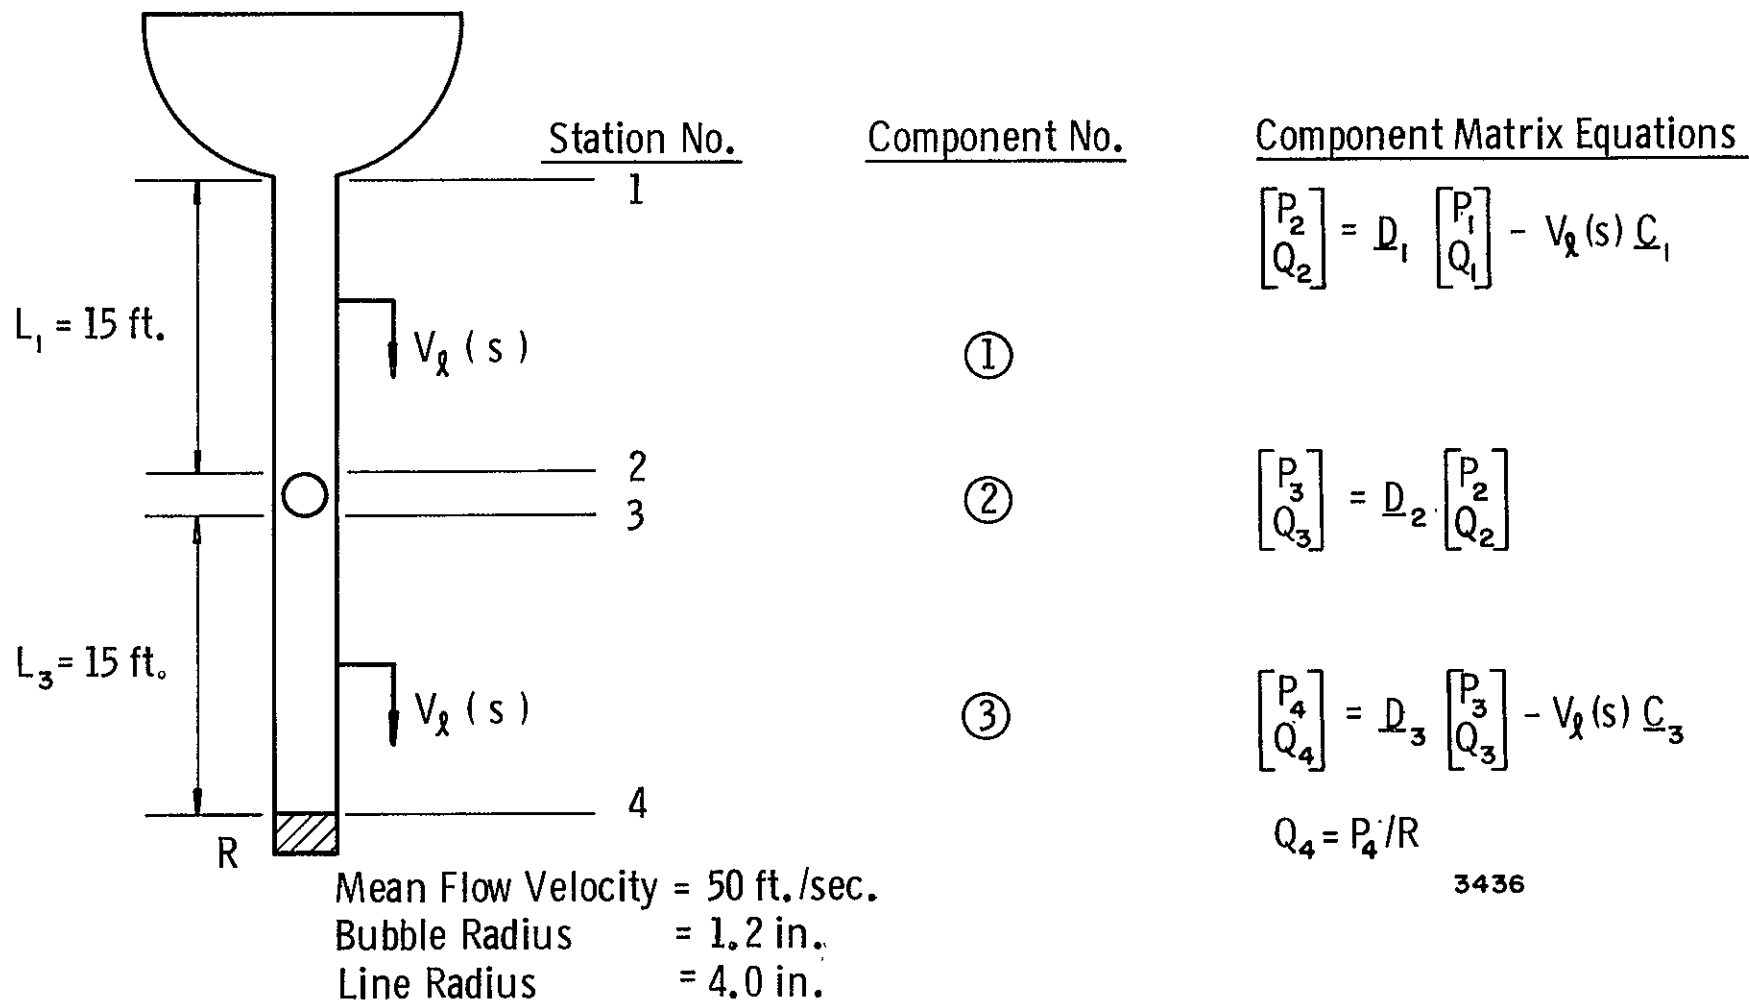 Station No. Component No. Component Matrix Equations
1
[P₂ Q₂] = D₁ [P₁ Q₁] - Vℓ(s) C₁
L₁ = 15 ft.
Vℓ ( s )
①
2
3
②
[P₃ Q₃] = D₂ [P₂ Q₂]
L₃ = 15 ft.
Vℓ ( s )
③
[P₄ Q₄] = D₃ [P₃ Q₃] - Vℓ(s) C₃
4
R
Q₄ = P₄/R
3436
Mean Flow Velocity = 50 ft./sec.
Bubble Radius = 1.2 in.
Line Radius = 4.0 in.